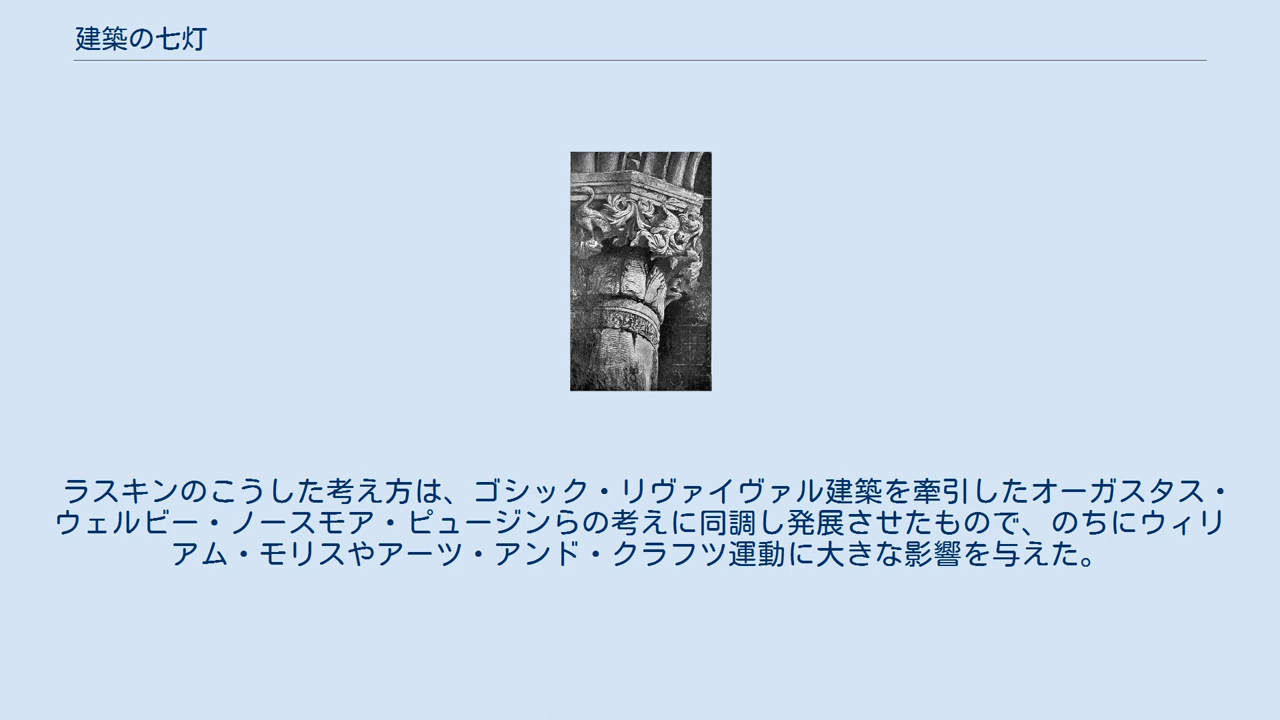 建築の七灯
ラスキンのこうした考え方は、ゴシック・リヴァイヴァル建築を牽引したオーガスタス・
ウェルビー・ノースモア・ピュージンらの考えに同調し発展させたもので、のちにウィリ
アム・モリスやアーツ・アンド・クラフツ運動に大きな影響を与えた。